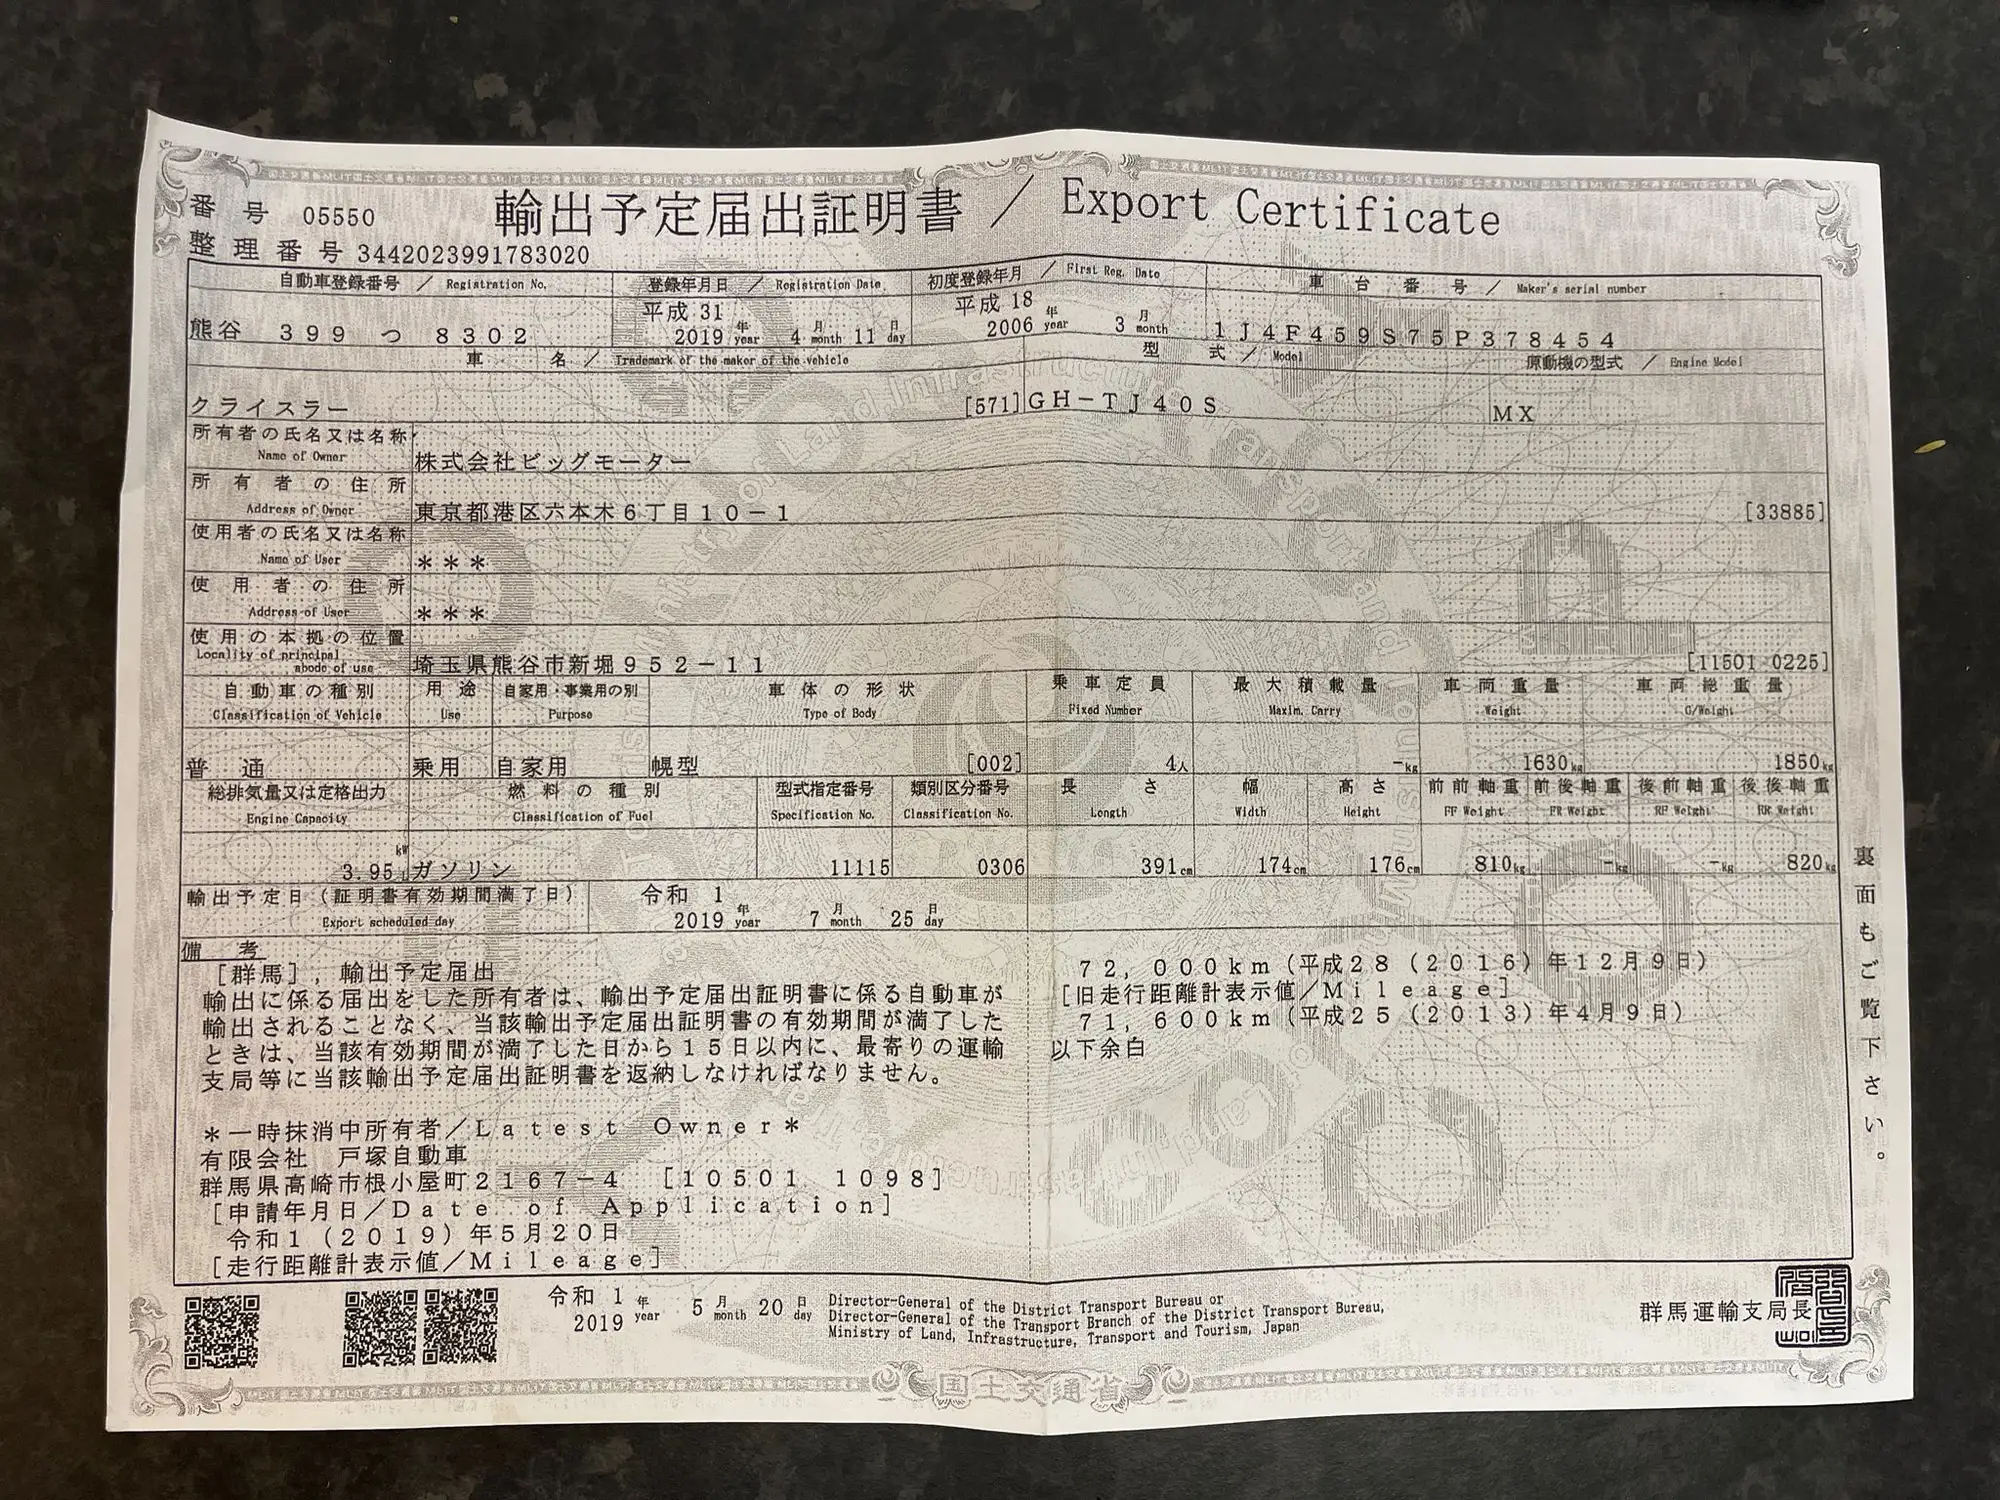 番号 05550
輸出予定届出証明書 / Export Certificate
整理番号 3442023991783020
自動車登録番号 / Registration No. 登録年月日 / Registration Date 初度登録年月 / First Reg. Date 車台番号 / Maker's serial number
平成 31 平成 18
熊谷 399 つ 8302 2019 年 year 4 月 month 11 日 day 2006 年 year 3 月 month 1J4F459S75P378454
車名 / Trademark of the maker of the vehicle 型式 / Model 原動機の型式 / Engine Model
クライスラー [571] GH-TJ40S MX
所有者の氏名又は名称
Name of Owner 株式会社ビッグモーター
所有者の住所
Address of Owner 東京都港区六本木6丁目10-1 [33885]
使用者の氏名又は名称
Name of User ***
使用者の住所
Address of User ***
使用の本拠の位置
Locality of principal
abode of use 埼玉県熊谷市新堀952-11 [11501 0225]
自動車の種別 用途 自家用・事業用の別 車体の形状 乗車定員 最大積載量 車両重量 車両総重量
Classification of Vehicle Use Purpose Type of Body Fixed Number Maxim. Carry Weight G/Weight
普通 乗用 自家用 幌型 [002] 4人 -kg 1630kg 1850kg
総排気量又は定格出力 燃料の種別 型式指定番号 類別区分番号 長さ 幅 高さ 前前軸重 前後軸重 後前軸重 後後軸重
Engine Capacity Classification of Fuel Specification No. Classification No. Length Width Height FF Weight FR Weight RF Weight RR Weight
kW
3.95 L ガソリン 11115 0306 391cm 174cm 176cm 810kg -kg -kg 820kg
輸出予定日(証明書有効期間満了日) 令和 1
Export scheduled day 2019 年 year 7 月 month 25 日 day
備考
[群馬], 輸出予定届出
輸出に係る届出をした所有者は、輸出予定届出証明書に係る自動車が
輸出されることなく、当該輸出予定届出証明書の有効期間が満了した
ときは、当該有効期間が満了した日から15日以内に、最寄りの運輸
支局等に当該輸出予定届出証明書を返納しなければなりません。
*一時抹消中所有者/Latest Owner*
有限会社 戸塚自動車
群馬県高崎市根小屋町2167-4 [10501 1098]
[申請年月日/Date of Application]
令和1(2019)年5月20日
[走行距離計表示値/Mileage]
72,000km(平成28(2016)年12月9日)
[旧走行距離計表示値/Mileage]
71,600km(平成25(2013)年4月9日)
以下余白
裏面もご覧下さい。
令和 1 年 year 5 月 month 20 日 day
2019
Director-General of the District Transport Bureau or
Director-General of the Transport Branch of the District Transport Bureau,
Ministry of Land, Infrastructure, Transport and Tourism, Japan
群馬運輸支局長
国土交通省